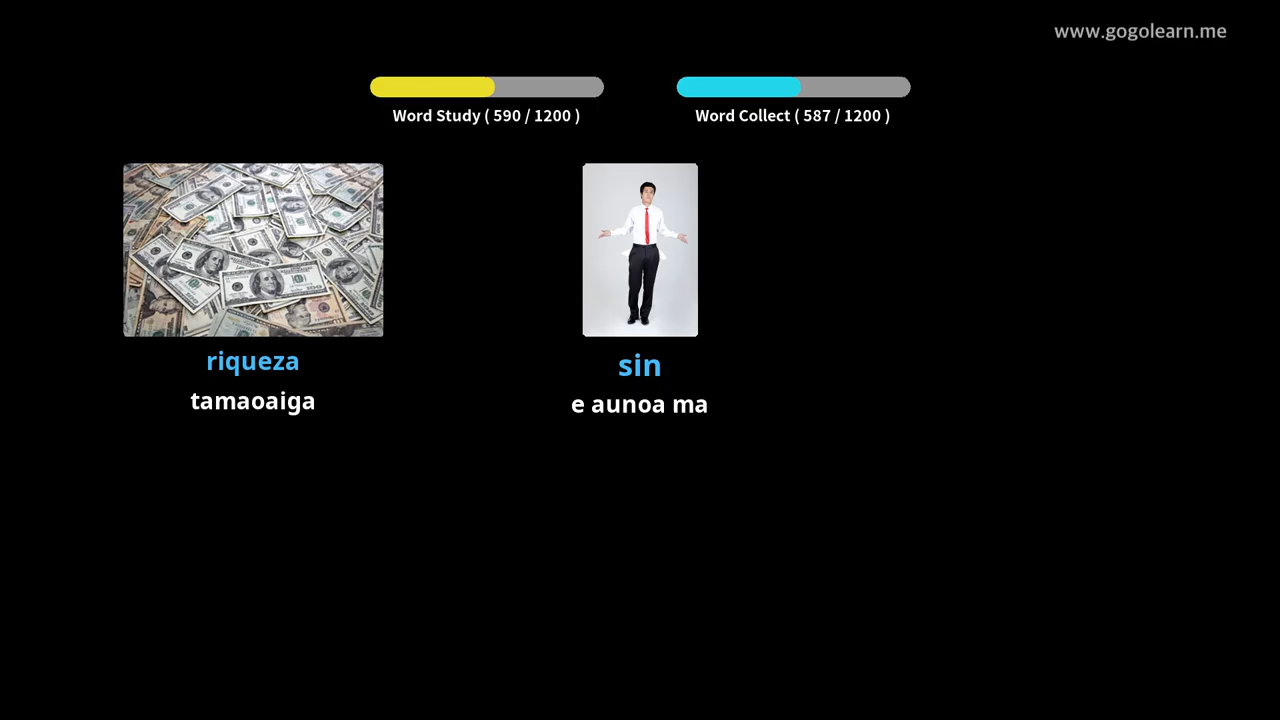 www.gogolearn.me
Word Study ( 590 / 1200 )
Word Collect ( 587 / 1200 )
riqueza
tamaoaiga
sin
e aunoa ma